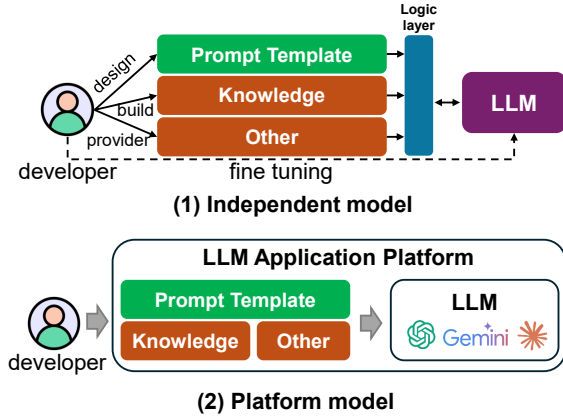 Logic
layer
design
Prompt Template
build
Knowledge
LLM
provider
Other
developer
fine tuning
(1) Independent model
LLM Application Platform
Prompt Template
Knowledge
Other
LLM
Gemini
developer
(2) Platform model